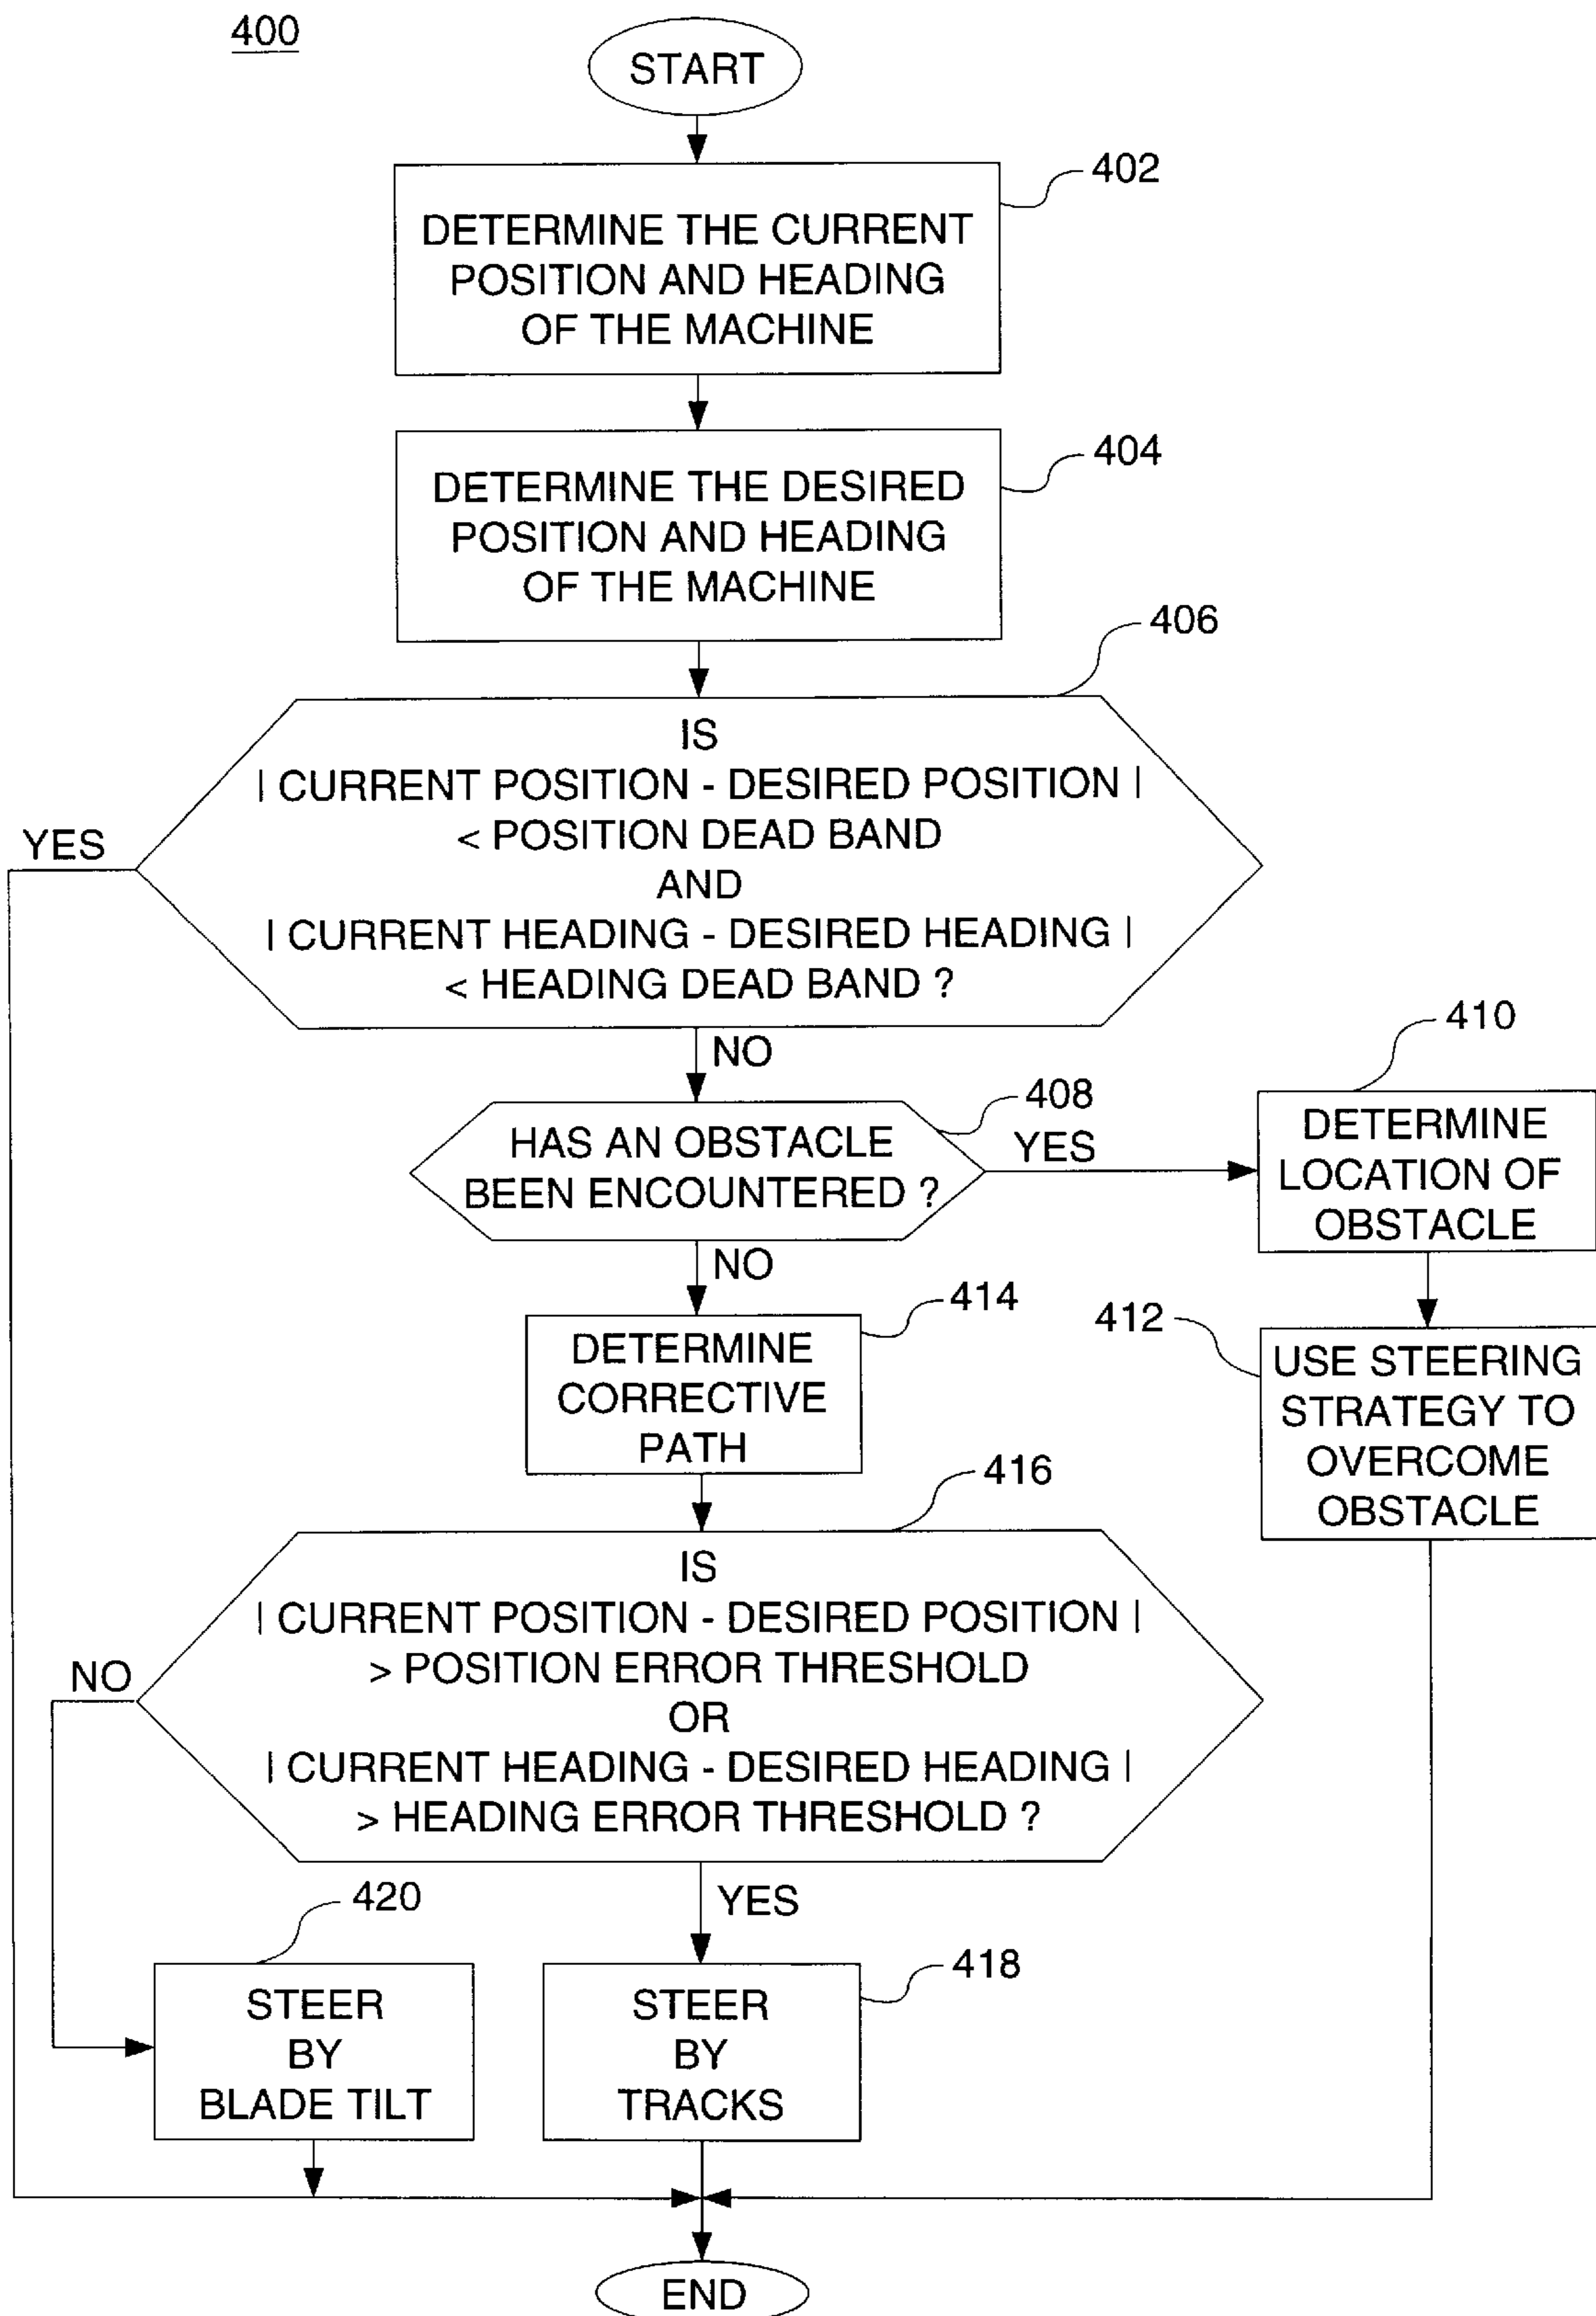 400
START
402
DETERMINE THE CURRENT
POSITION AND HEADING
OF THE MACHINE
404
DETERMINE THE DESIRED
POSITION AND HEADING
OF THE MACHINE
406
IS
| CURRENT POSITION - DESIRED POSITION |
< POSITION DEAD BAND
AND
| CURRENT HEADING - DESIRED HEADING |
< HEADING DEAD BAND ?
YES
NO
408
HAS AN OBSTACLE
BEEN ENCOUNTERED ?
YES
410
DETERMINE
LOCATION OF
OBSTACLE
NO
414
DETERMINE
CORRECTIVE
PATH
412
USE STEERING
STRATEGY TO
OVERCOME
OBSTACLE
416
IS
| CURRENT POSITION - DESIRED POSITION |
> POSITION ERROR THRESHOLD
OR
| CURRENT HEADING - DESIRED HEADING |
> HEADING ERROR THRESHOLD ?
NO
YES
420
STEER
BY
BLADE TILT
418
STEER
BY
TRACKS
END